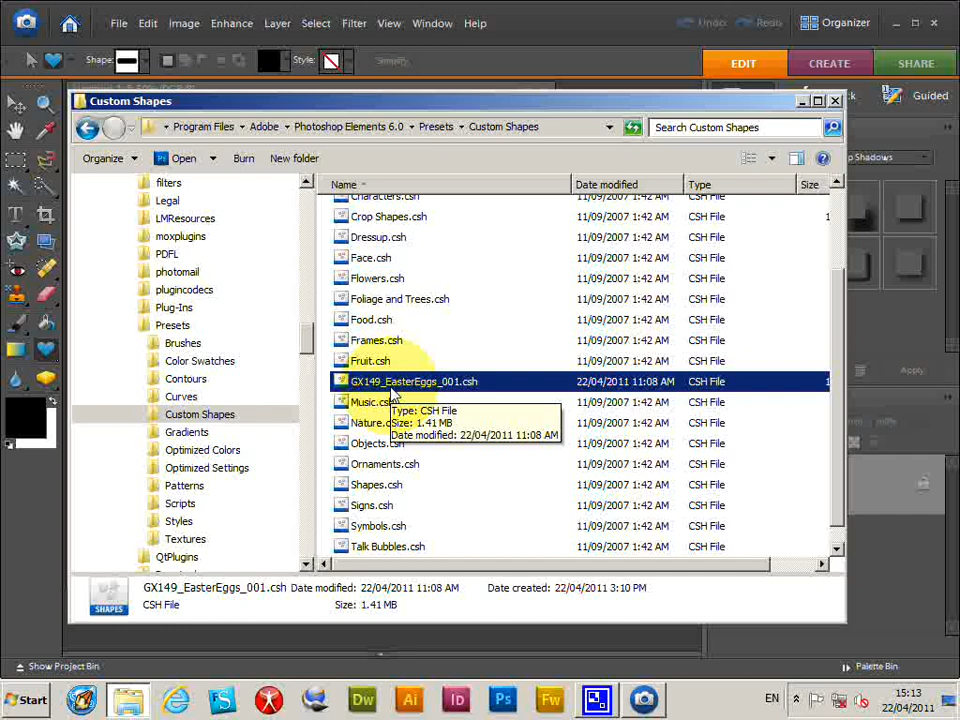 File Edit Image Enhance Layer Select Filter View Window Help
Undo Redo Organizer
Shape: Style: Simplify
EDIT CREATE SHARE
Custom Shapes
Guided
Program Files Adobe Photoshop Elements 6.0 Presets Custom Shapes
Search Custom Shapes
Organize Open Burn New folder
p Shadows
Name Date modified Type Size
filters
Legal
LMResources
moxplugins
PDFL
photomail
plugincodecs
Plug-Ins
Presets
Brushes
Color Swatches
Contours
Curves
Custom Shapes
Gradients
Optimized Colors
Optimized Settings
Patterns
Scripts
Styles
Textures
QtPlugins
Characters.csh 11/09/2007 1:42 AM CSH File
Crop Shapes.csh 11/09/2007 1:42 AM CSH File 1
Dressup.csh 11/09/2007 1:42 AM CSH File
Face.csh 11/09/2007 1:42 AM CSH File
Flowers.csh 11/09/2007 1:42 AM CSH File
Foliage and Trees.csh 11/09/2007 1:42 AM CSH File
Food.csh 11/09/2007 1:42 AM CSH File
Frames.csh 11/09/2007 1:42 AM CSH File
Fruit.csh 11/09/2007 1:42 AM CSH File
GX149_EasterEggs_001.csh 22/04/2011 11:08 AM CSH File 1
Music.csh 11/09/2007 1:42 AM CSH File
Nature.c 11/09/2007 1:42 AM CSH File
Objects.csh 11/09/2007 1:42 AM CSH File
Ornaments.csh 11/09/2007 1:42 AM CSH File
Shapes.csh 11/09/2007 1:42 AM CSH File
Signs.csh 11/09/2007 1:42 AM CSH File
Symbols.csh 11/09/2007 1:42 AM CSH File
Talk Bubbles.csh 11/09/2007 1:42 AM CSH File
Type: CSH File
Size: 1.41 MB
Date modified: 22/04/2011 11:08 AM
Apply
GX149_EasterEggs_001.csh Date modified: 22/04/2011 11:08 AM Date created: 22/04/2011 3:10 PM
CSH File Size: 1.41 MB
SHAPES
Show Project Bin
Palette Bin
Start
Dw Ai Id Ps Fw
EN
15:13
22/04/2011